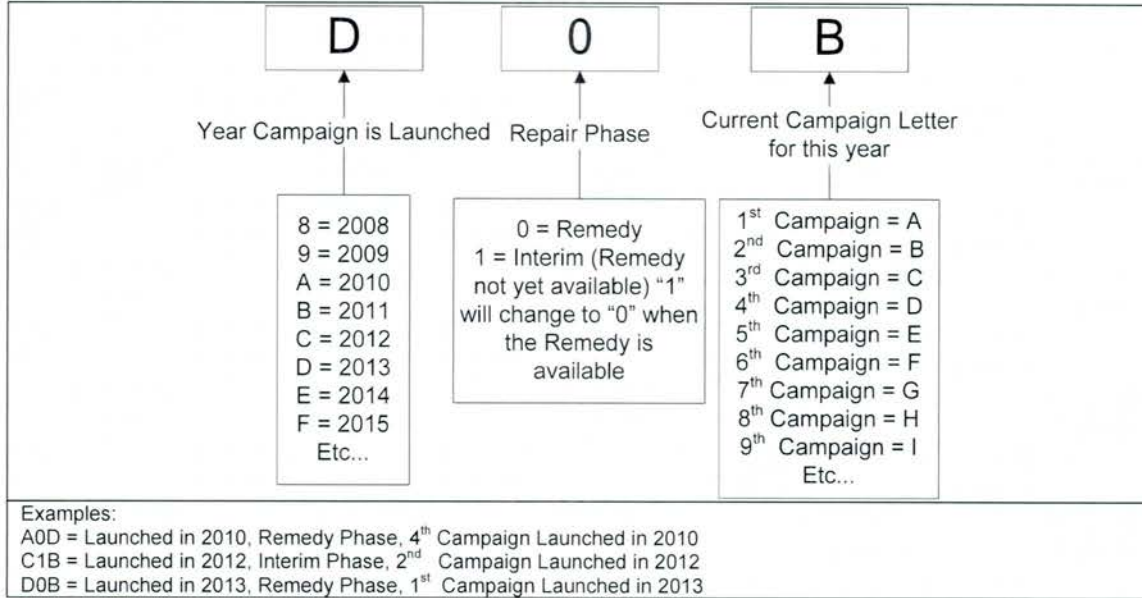 D
0
B
Year Campaign is Launched
Repair Phase
Current Campaign Letter
for this year
8 = 2008
9 = 2009
A = 2010
B = 2011
C = 2012
D = 2013
E = 2014
F = 2015
Etc...
0 = Remedy
1 = Interim (Remedy
not yet available) “1”
will change to “0” when
the Remedy is
available
1st Campaign = A
2nd Campaign = B
3rd Campaign = C
4th Campaign = D
5th Campaign = E
6th Campaign = F
7th Campaign = G
8th Campaign = H
9th Campaign = I
Etc...
Examples:
A0D = Launched in 2010, Remedy Phase, 4th Campaign Launched in 2010
C1B = Launched in 2012, Interim Phase, 2nd Campaign Launched in 2012
D0B = Launched in 2013, Remedy Phase, 1st Campaign Launched in 2013